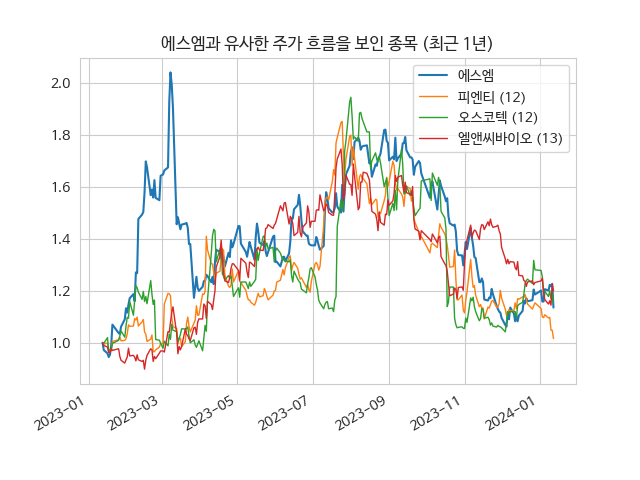 에스엠과 유사한 주가 흐름을 보인 종목 (최근 1년)
에스엠
피엔티 (12)
오스코텍 (12)
엘앤씨바이오 (13)
2.0
1.8
1.6
1.4
1.2
1.0
2023-01
2023-03
2023-05
2023-07
2023-09
2023-11
2024-01